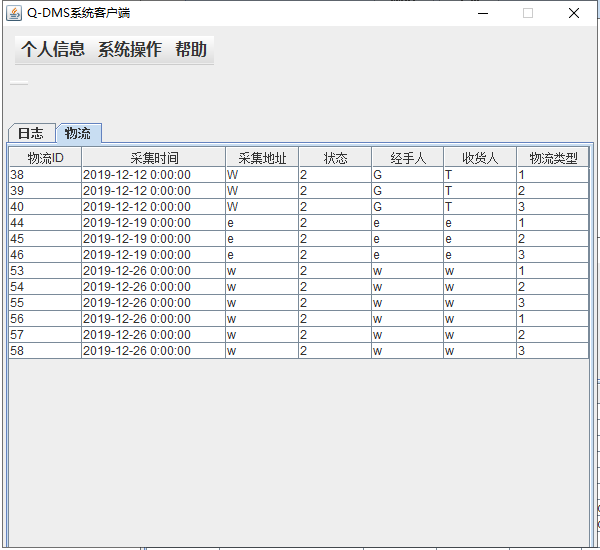 Q-DMS系统客户端
个人信息 系统操作 帮助
日志 物流
物流ID 采集时间 采集地址 状态 经手人 收货人 物流类型
38 2019-12-12 0:00:00 W 2 G T 1
39 2019-12-12 0:00:00 W 2 G T 2
40 2019-12-12 0:00:00 W 2 G T 3
44 2019-12-19 0:00:00 e 2 e e 1
45 2019-12-19 0:00:00 e 2 e e 2
46 2019-12-19 0:00:00 e 2 e e 3
53 2019-12-26 0:00:00 w 2 w w 1
54 2019-12-26 0:00:00 w 2 w w 2
55 2019-12-26 0:00:00 w 2 w w 3
56 2019-12-26 0:00:00 w 2 w w 1
57 2019-12-26 0:00:00 w 2 w w 2
58 2019-12-26 0:00:00 w 2 w w 3